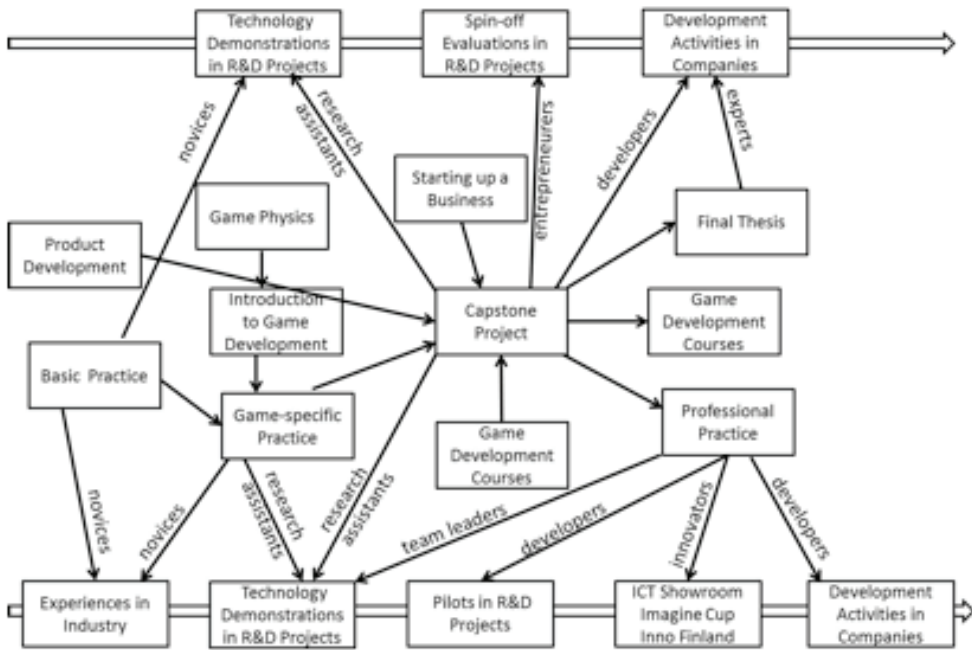 Technology
Demonstrations
in R&D Projects
Spin-off
Evaluations in
R&D Projects
Development
Activities in
Companies
novices
research
assistants
entrepreneurers
developers
experts
Starting up a
Business
Game Physics
Final Thesis
Product
Development
Introduction
to Game
Development
Capstone
Project
Game
Development
Courses
Basic Practice
Game-specific
Practice
Game
Development
Courses
Professional
Practice
novices
novices
research
assistants
research
assistants
team leaders
developers
innovators
developers
Experiences in
Industry
Technology
Demonstrations
in R&D Projects
Pilots in R&D
Projects
ICT Showroom
Imagine Cup
Inno Finland
Development
Activities in
Companies